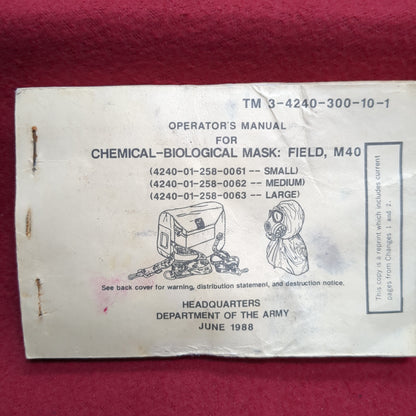 TM 3-4240-300-10-1
OPERATOR'S MANUAL
FOR
CHEMICAL-BIOLOGICAL MASK: FIELD, M40
(4240-01-258-0061 — SMALL)
(4240-01-258-0062 — MEDIUM)
(4240-01-258-0063 — LARGE)
This copy is a reprint which includes current
pages from Changes 1 and 2.
See back cover for warning, distribution statement, and destruction notice.
HEADQUARTERS
DEPARTMENT OF THE ARMY
JUNE 1988